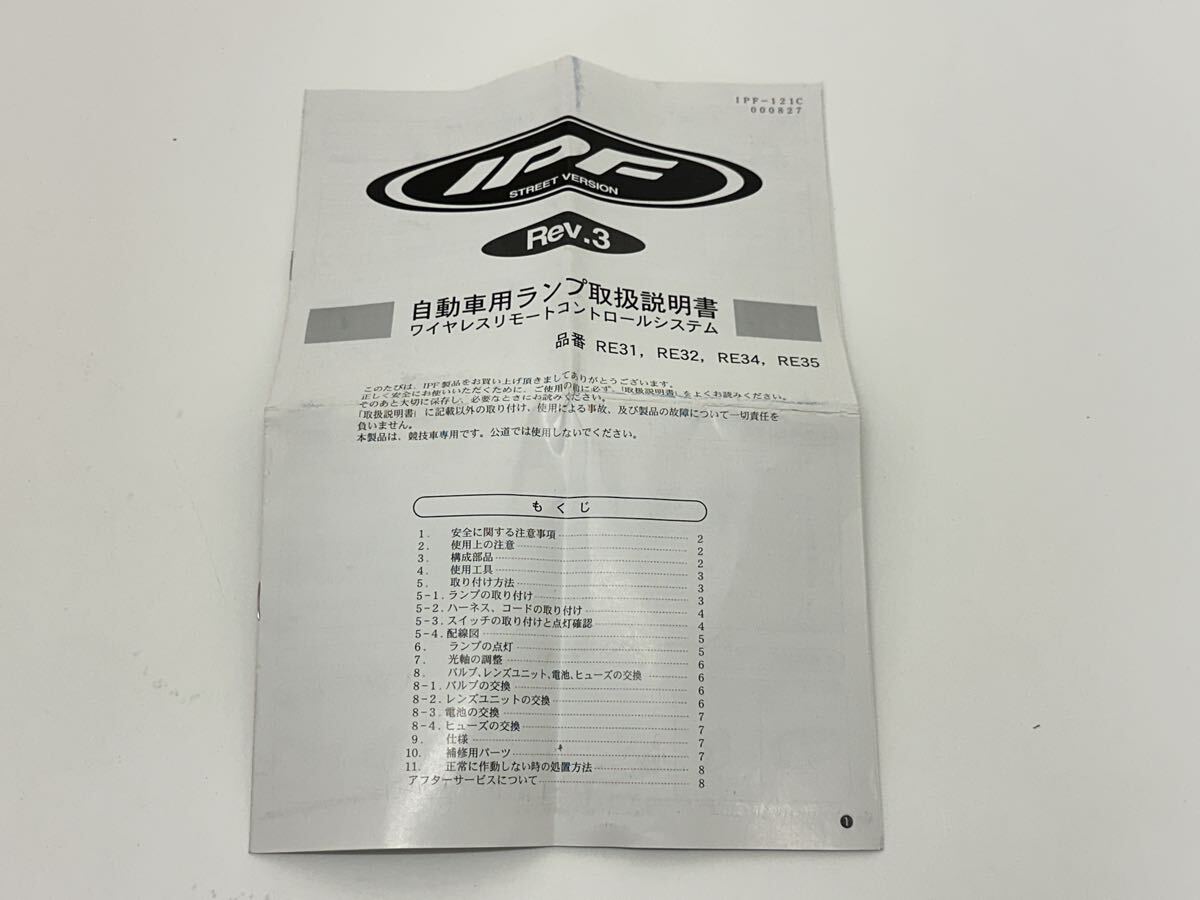 IPF-121C
000827
IPF
STREET VERSION
Rev.3
自動車用ランプ取扱説明書
ワイヤレスリモートコントロールシステム
品番 RE31, RE32, RE34, RE35
このたびは、IPF製品をお買い上げ頂きましてありがとうございます。
正しく安全にお使いいただくために、ご使用の前に必ず、「取扱説明書」をよくお読みください。
そのあと大切に保存し、必要なときにお読みください。
「取扱説明書」に記載以外の取り付け、使用による事故、及び製品の故障について一切責任を
負いません。
本製品は、競技車専用です。公道では使用しないでください。
もくじ
1. 安全に関する注意事項 2
2. 使用上の注意 2
3. 構成部品 2
4. 使用工具 3
5. 取り付け方法 3
5-1. ランプの取り付け 3
5-2. ハーネス、コードの取り付け 4
5-3. スイッチの取り付けと点灯確認 4
5-4. 配線図 5
6. ランプの点灯 5
7. 光軸の調整 6
8. バルブ、レンズユニット、電池、ヒューズの交換 6
8-1. バルブの交換 6
8-2. レンズユニットの交換 6
8-3. 電池の交換 7
8-4. ヒューズの交換 7
9. 仕様 7
10. 補修用パーツ 7
11. 正常に作動しない時の処置方法 8
アフターサービスについて 8
1